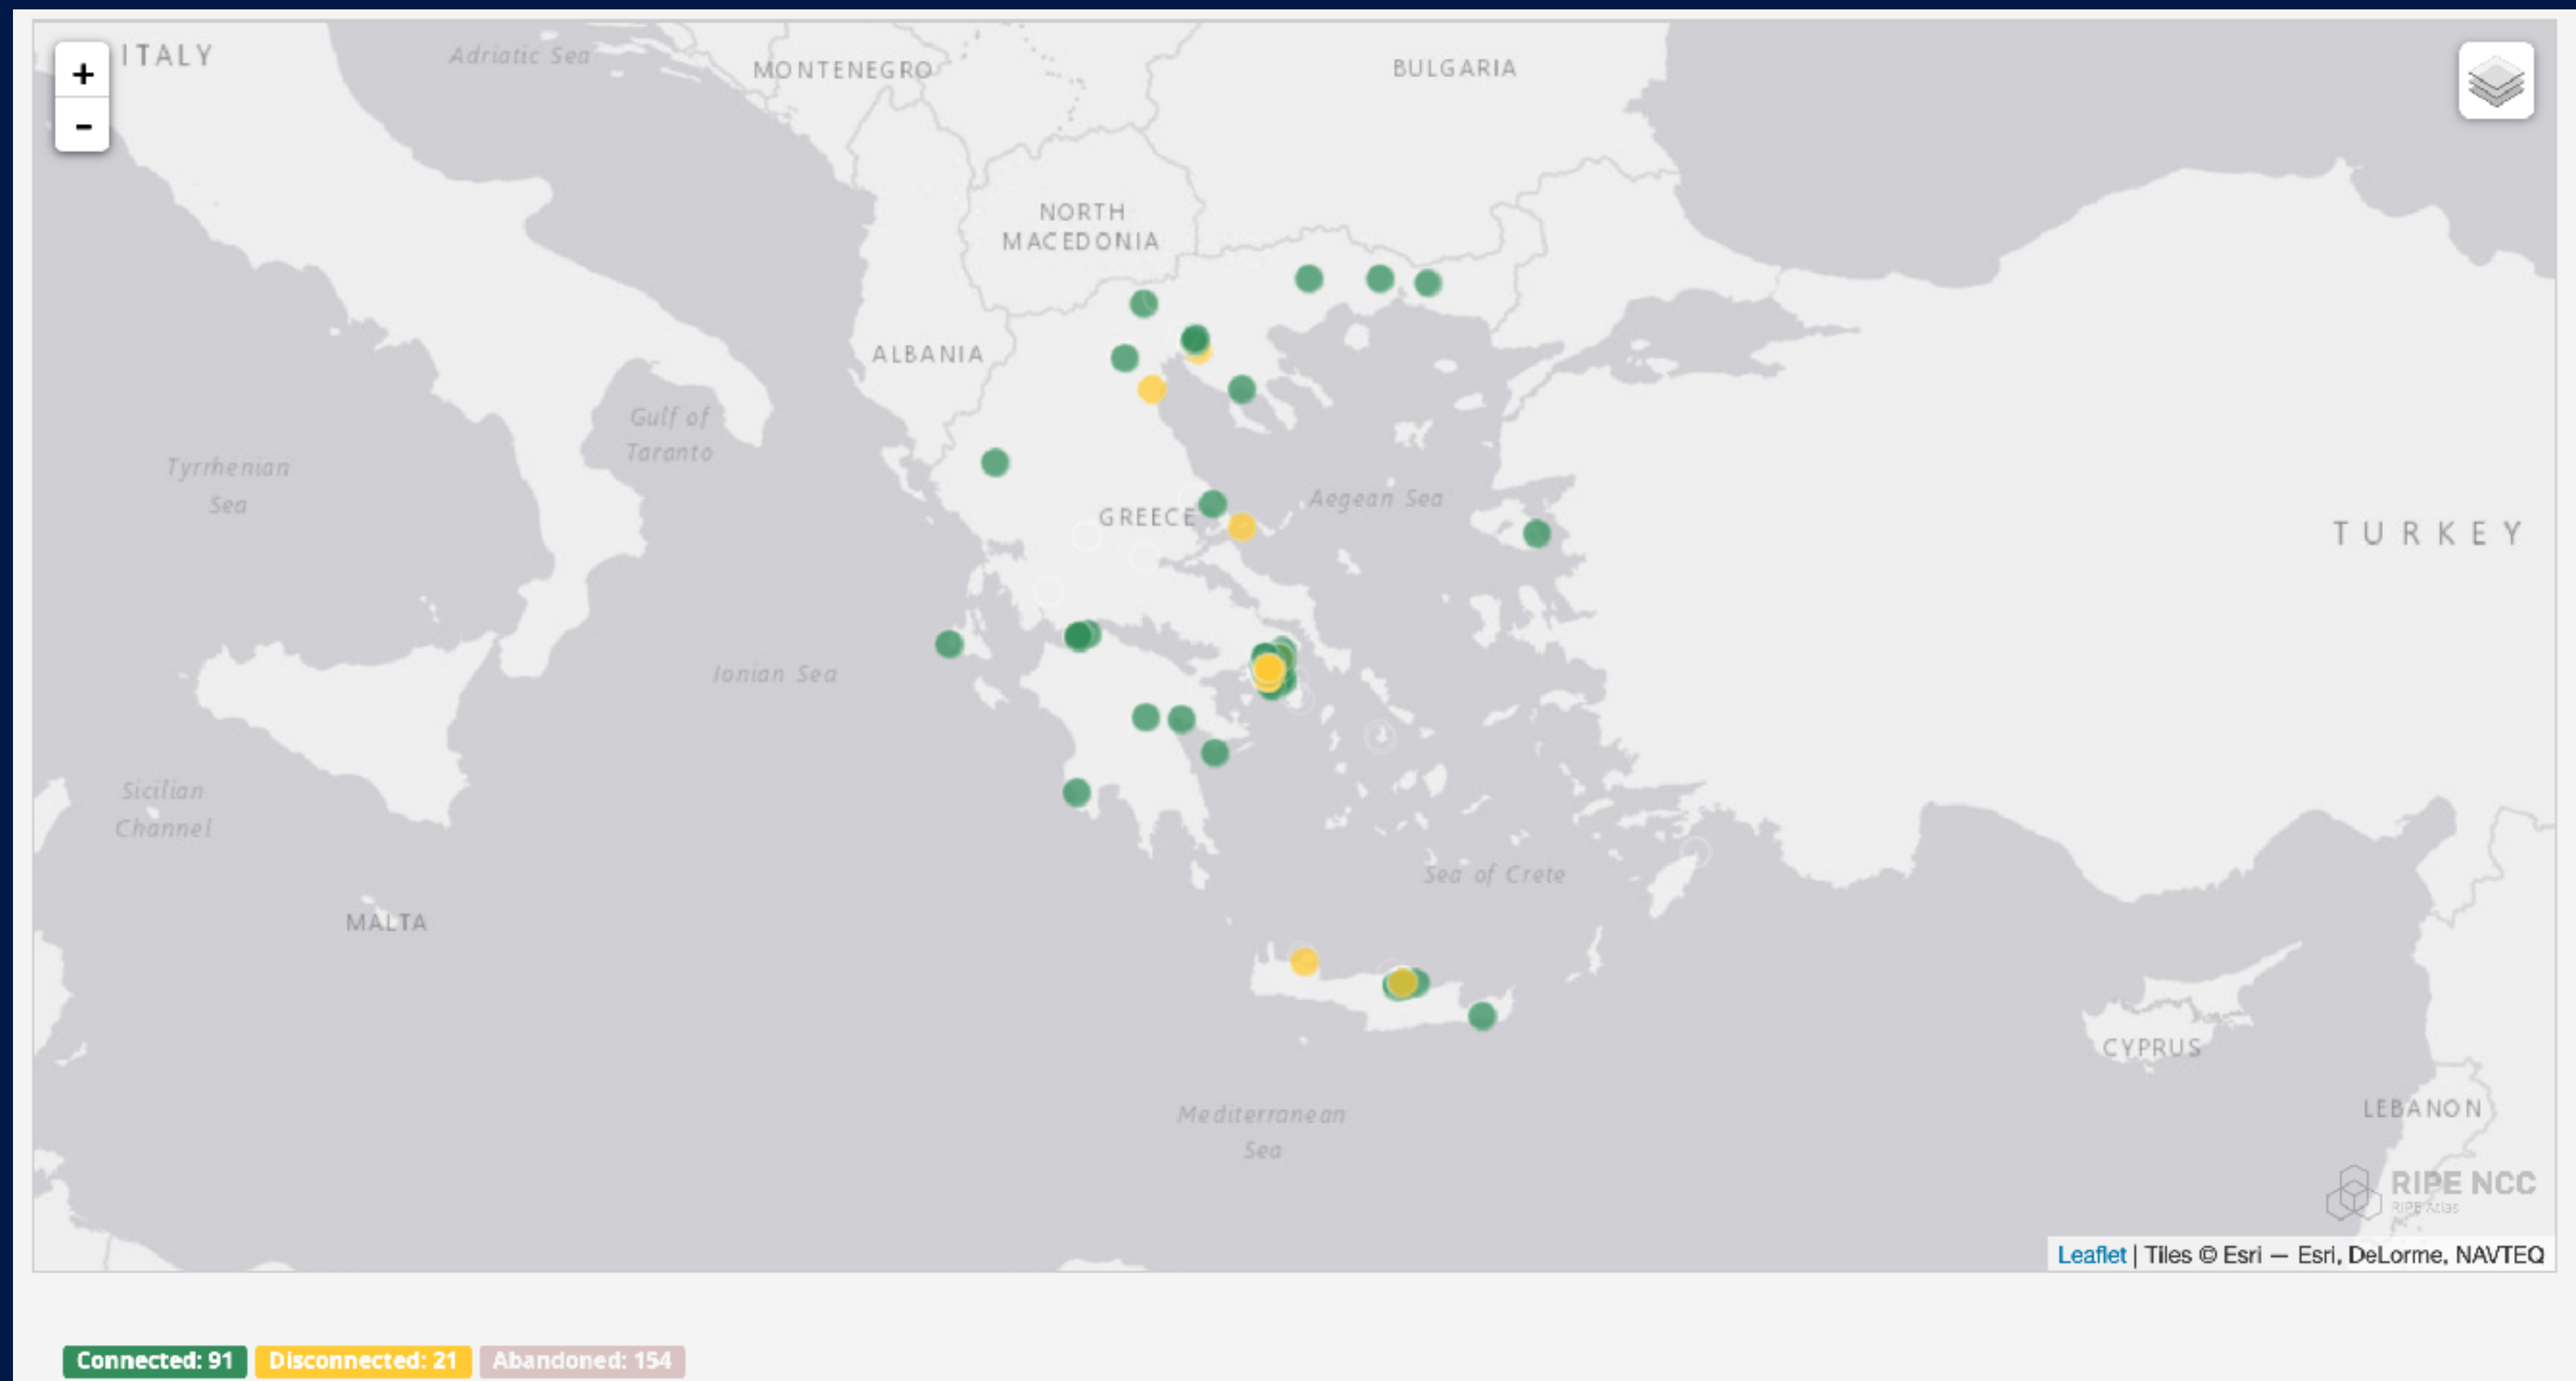 ITALY
Adriatic Sea
MONTENEGRO
BULGARIA
+
-
NORTH
MACEDONIA
ALBANIA
Gulf of
Taranto
Tyrrhenian
Sea
GREECE
Aegean Sea
TURKEY
Ionian Sea
Sicilian
Channel
Sea of Crete
MALTA
CYPRUS
Mediterranean
Sea
LEBANON
RIPE NCC
RIPE Atlas
Leaflet | Tiles © Esri — Esri, DeLorme, NAVTEQ
Connected: 91 Disconnected: 21 Abandoned: 154